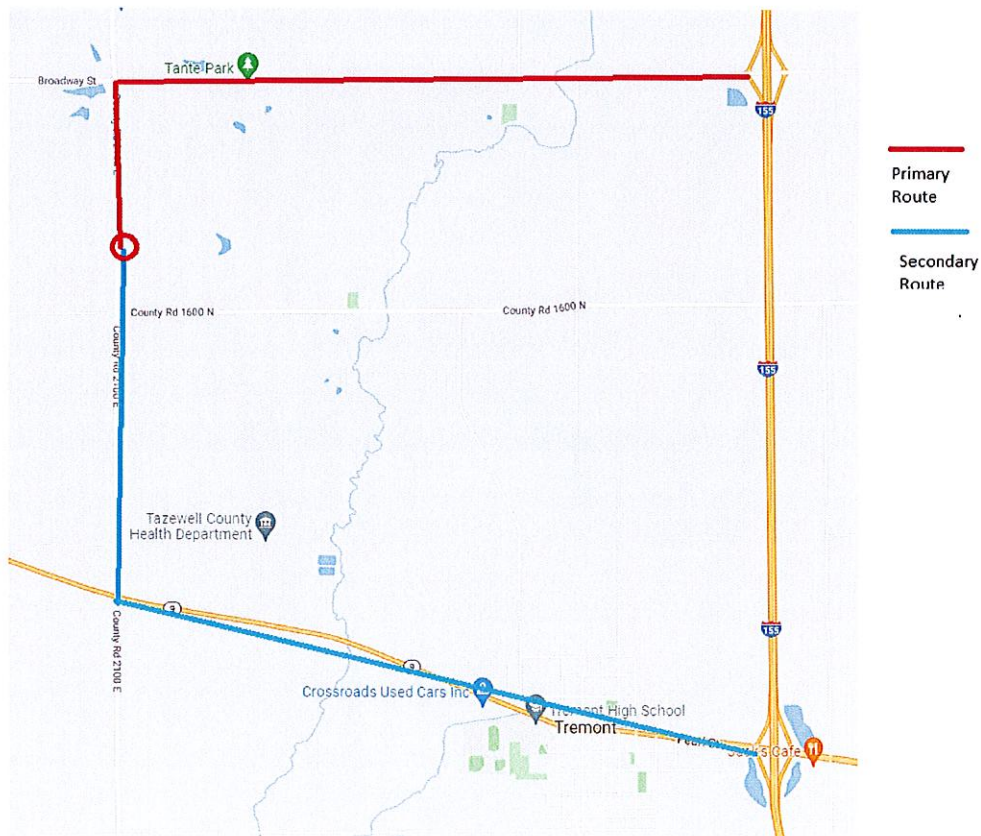 Tante Park
Broadway St
155
Primary
Route
Secondary
Route
County Rd 1600 N
County Rd 1600 N
155
County Rd 2100 E
Tazewell County
Health Department
9
155
County Rd 2100 E
9
Crossroads Used Cars Inc
Tremont High School
Tremont
Cafe